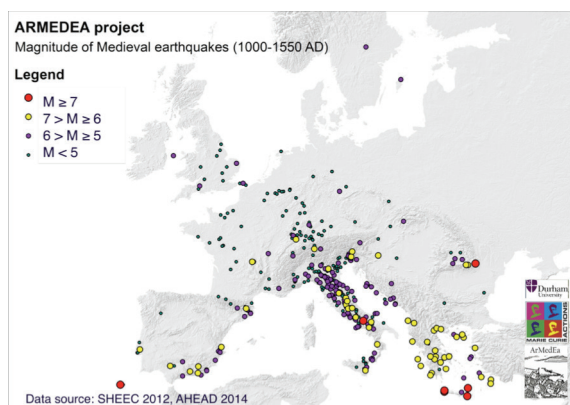 ARMEDEA project
Magnitude of Medieval earthquakes (1000-1550 AD)
Legend
M ≥ 7
7 > M ≥ 6
6 > M ≥ 5
M < 5
Durham
University
MARIE CURIE
ACTIONS
ArMedEa
Data source: SHEEC 2012, AHEAD 2014